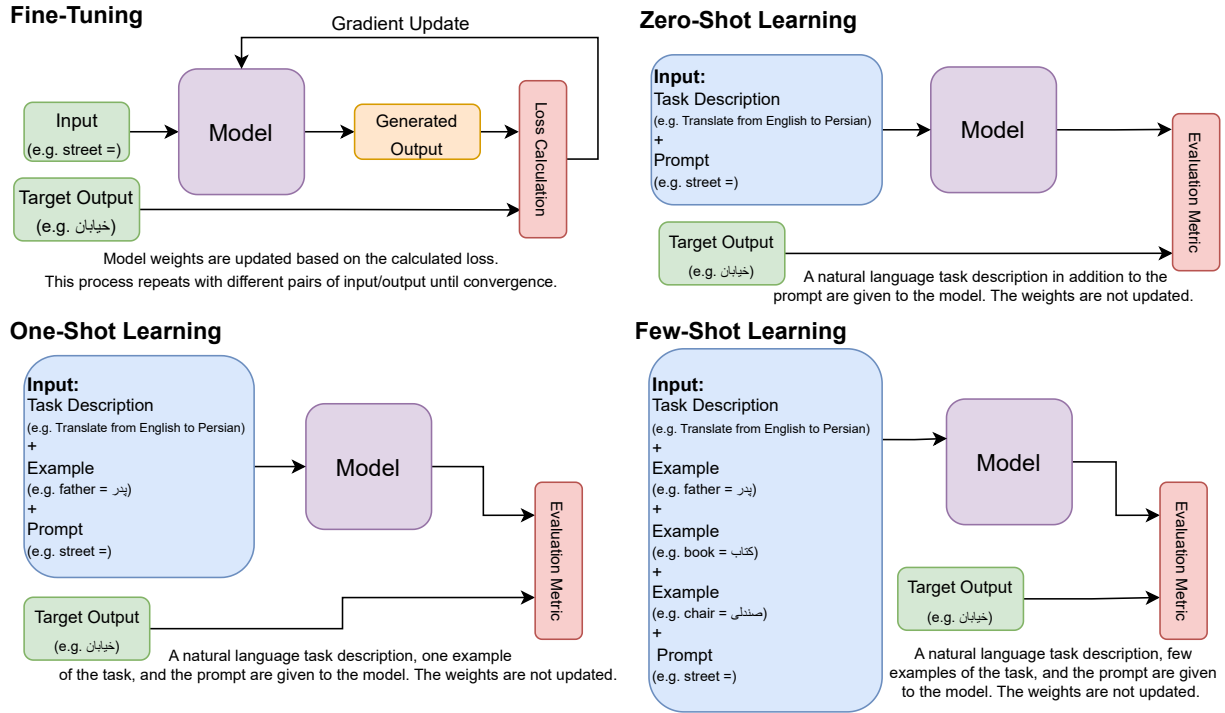 Fine-Tuning
Gradient Update
Input
(e.g. street =)
Model
Generated
Output
Loss Calculation
Target Output
(e.g. خیابان)
Model weights are updated based on the calculated loss.
This process repeats with different pairs of input/output until convergence.
Zero-Shot Learning
Input:
Task Description
(e.g. Translate from English to Persian)
+
Prompt
(e.g. street =)
Model
Evaluation Metric
Target Output
(e.g. خیابان)
A natural language task description in addition to the
prompt are given to the model. The weights are not updated.
One-Shot Learning
Input:
Task Description
(e.g. Translate from English to Persian)
+
Example
(e.g. father = پدر)
+
Prompt
(e.g. street =)
Model
Evaluation Metric
Target Output
(e.g. خیابان)
A natural language task description, one example
of the task, and the prompt are given to the model. The weights are not updated.
Few-Shot Learning
Input:
Task Description
(e.g. Translate from English to Persian)
+
Example
(e.g. father = پدر)
+
Example
(e.g. book = کتاب)
+
Example
(e.g. chair = صندلی)
+
Prompt
(e.g. street =)
Model
Evaluation Metric
Target Output
(e.g. خیابان)
A natural language task description, few
examples of the task, and the prompt are given
to the model. The weights are not updated.